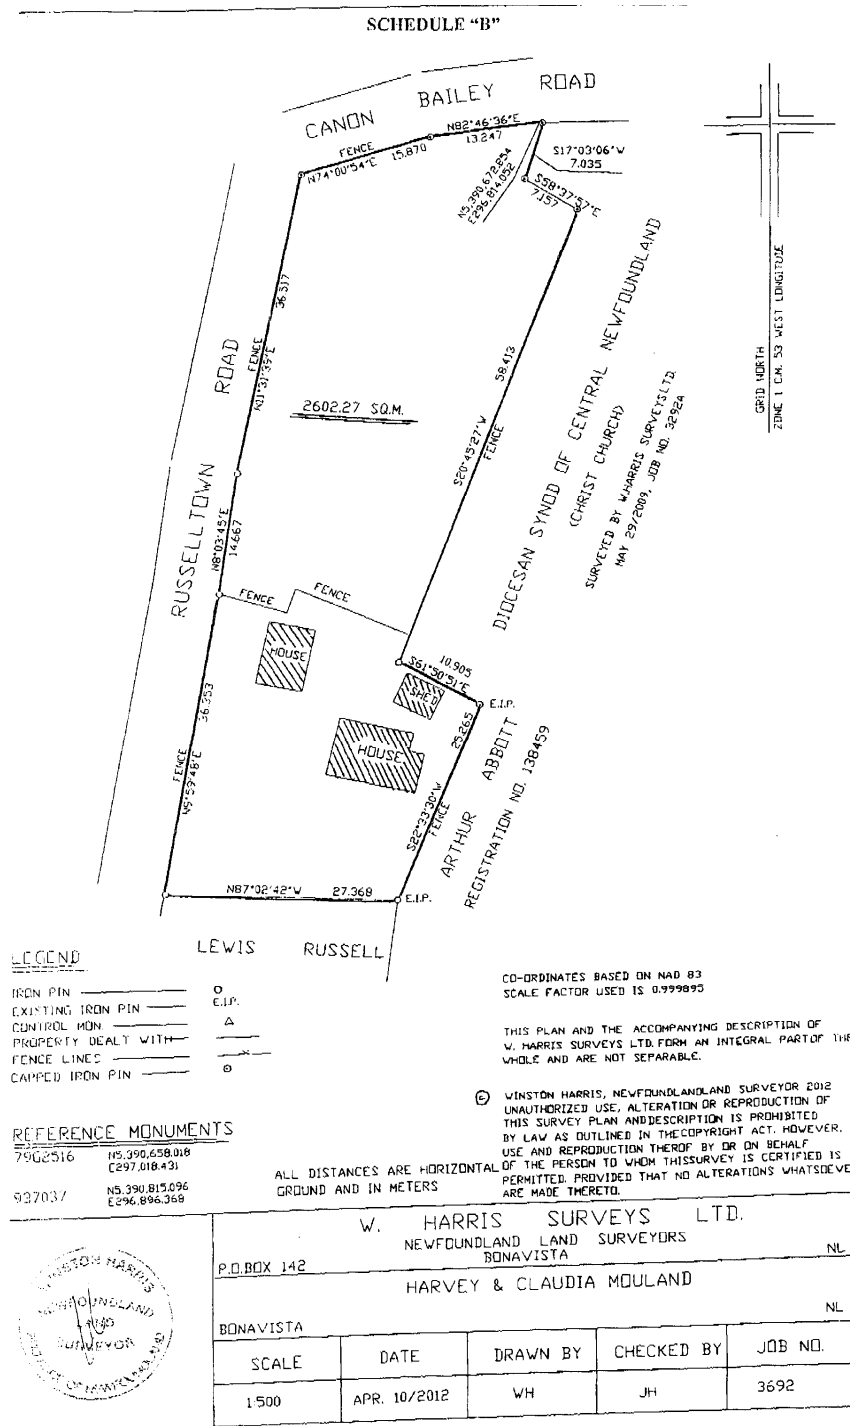 SCHEDULE “B”
CANON BAILEY ROAD
N82°46'36"E
13.247
FENCE
N74°00'54"E 15.870
S17°03'06"W
7.035
N5,390,672.854
E296,814.052
S58°37'57"E
7.157
GRID NORTH
ZONE 1 C.M. 53 WEST LONGITUDE
36.517
FENCE
N11°31'39"E
RUSSELLTOWN ROAD
2602.27 SQ.M.
58.413
S20°45'27"W
FENCE
DIOCESAN SYNOD OF CENTRAL NEWFOUNDLAND
(CHRIST CHURCH)
SURVEYED BY W.HARRIS SURVEYS LTD.
MAY 29/2009, JOB NO. 3292A
N8°03'45"E
14.667
FENCE
FENCE
HOUSE
10.905
S61°50'51"E
SHED
E.I.P.
HOUSE
36.353
FENCE
N5°59'48"E
25.265
S22°33'30"W
FENCE
ARTHUR ABBOTT
REGISTRATION NO. 138459
N87°02'42"W 27.368
E.I.P.
LEWIS RUSSELL
LEGEND
IRON PIN
EXISTING IRON PIN E.I.P.
CONTROL MON.
PROPERTY DEALT WITH
FENCE LINES
CAPPED IRON PIN
CO-ORDINATES BASED ON NAD 83
SCALE FACTOR USED IS 0.999895
THIS PLAN AND THE ACCOMPANYING DESCRIPTION OF
W. HARRIS SURVEYS LTD. FORM AN INTEGRAL PART OF THE
WHOLE AND ARE NOT SEPARABLE.
© WINSTON HARRIS, NEWFOUNDLANDLAND SURVEYOR 2012
UNAUTHORIZED USE, ALTERATION OR REPRODUCTION OF
THIS SURVEY PLAN ANDDESCRIPTION IS PROHIBITED
BY LAW AS OUTLINED IN THECOPYRIGHT ACT. HOWEVER,
USE AND REPRODUCTION THEROF BY OR ON BEHALF
OF THE PERSON TO WHOM THISSURVEY IS CERTIFIED IS
PERMITTED. PROVIDED THAT NO ALTERATIONS WHATSOEVE
ARE MADE THERETO.
REFERENCE MONUMENTS
79G2516 N5,390,658.018
E297,018.431
927037 N5,390,815.096
E296,896.368
ALL DISTANCES ARE HORIZONTAL
GROUND AND IN METERS
WINSTON HARRIS
NEWFOUNDLAND
LAND
SURVEYOR
W. HARRIS SURVEYS LTD.
NEWFOUNDLAND LAND SURVEYORS
P.O.BOX 142 BONAVISTA NL
HARVEY & CLAUDIA MOULAND
BONAVISTA NL
SCALE DATE DRAWN BY CHECKED BY JOB NO.
1:500 APR. 10/2012 WH JH 3692